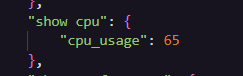 },
"show cpu": {
"cpu_usage": 65
},